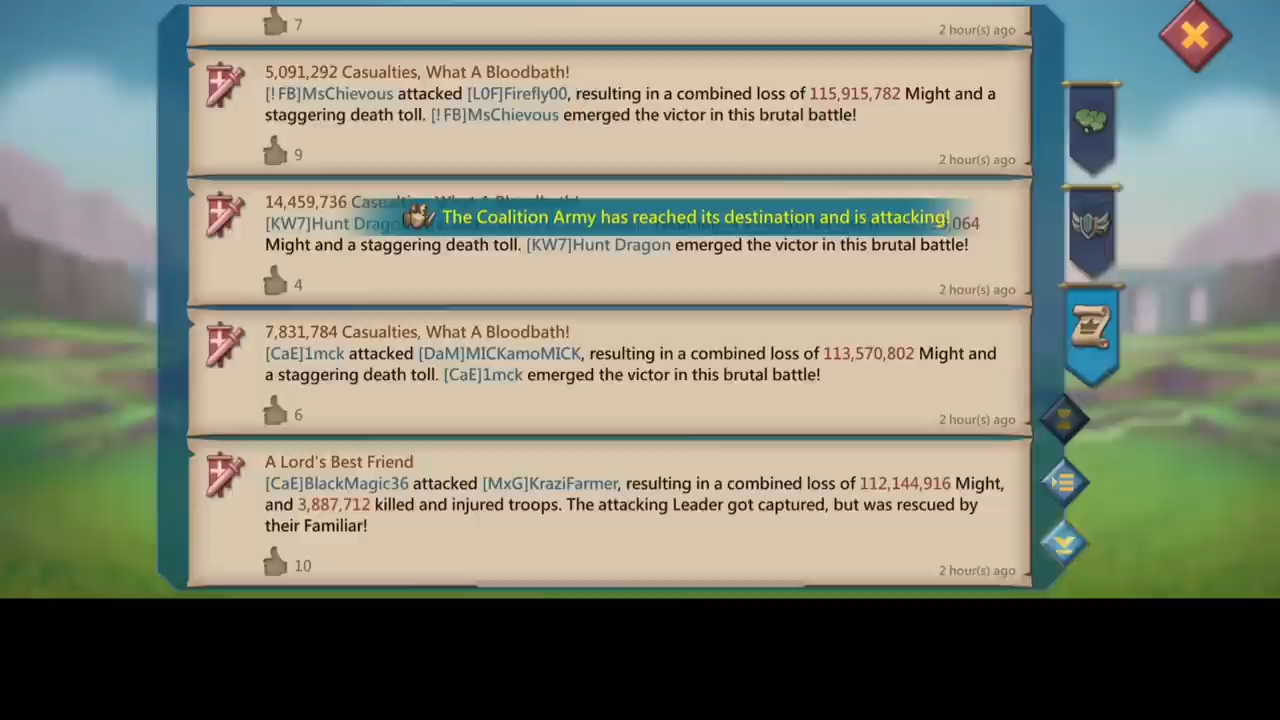 7
2 hour(s) ago
5,091,292 Casualties, What A Bloodbath!
[!FB]MsChievous attacked [L0F]Firefly00, resulting in a combined loss of 115,915,782 Might and a
staggering death toll. [!FB]MsChievous emerged the victor in this brutal battle!
9
2 hour(s) ago
14,459,736 Casualties, What A Bloodbath!
The Coalition Army has reached its destination and is attacking!
[KW7]Hunt Dragon
Might and a staggering death toll. [KW7]Hunt Dragon emerged the victor in this brutal battle!
4
2 hour(s) ago
7,831,784 Casualties, What A Bloodbath!
[CaE]1mck attacked [DaM]MICKamoMICK, resulting in a combined loss of 113,570,802 Might and
a staggering death toll. [CaE]1mck emerged the victor in this brutal battle!
6
2 hour(s) ago
A Lord's Best Friend
[CaE]BlackMagic36 attacked [MxG]KraziFarmer, resulting in a combined loss of 112,144,916 Might,
and 3,887,712 killed and injured troops. The attacking Leader got captured, but was rescued by
their Familiar!
10
2 hour(s) ago